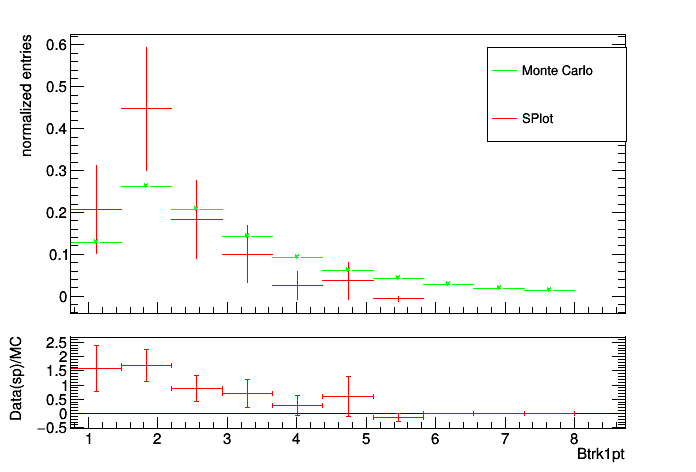 normalized entries
0.6
0.5
0.4
0.3
0.2
0.1
0
Monte Carlo
SPlot
Data(sp)/MC
2.5
2
1.5
1
0.5
0
−0.5
1 2 3 4 5 6 7 8
Btrk1pt